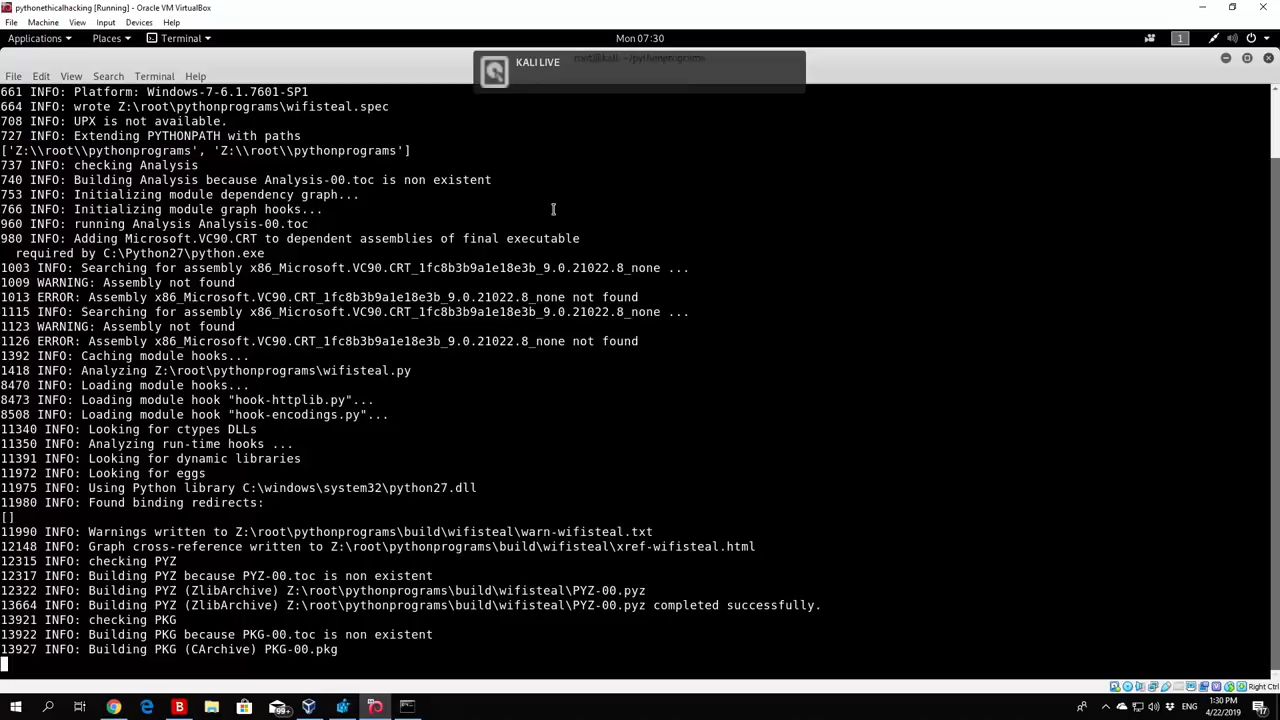 pythonethicalhacking [Running] - Oracle VM VirtualBox
File Machine View Input Devices Help
Applications Places Terminal Mon 07:30 1
root@kali: ~/pythonprograms
KALI LIVE
File Edit View Search Terminal Help
661 INFO: Platform: Windows-7-6.1.7601-SP1
664 INFO: wrote Z:\root\pythonprograms\wifisteal.spec
708 INFO: UPX is not available.
727 INFO: Extending PYTHONPATH with paths
['Z:\\root\\pythonprograms', 'Z:\\root\\pythonprograms']
737 INFO: checking Analysis
740 INFO: Building Analysis because Analysis-00.toc is non existent
753 INFO: Initializing module dependency graph...
766 INFO: Initializing module graph hooks...
960 INFO: running Analysis Analysis-00.toc
980 INFO: Adding Microsoft.VC90.CRT to dependent assemblies of final executable
required by C:\Python27\python.exe
1003 INFO: Searching for assembly x86_Microsoft.VC90.CRT_1fc8b3b9a1e18e3b_9.0.21022.8_none ...
1009 WARNING: Assembly not found
1013 ERROR: Assembly x86_Microsoft.VC90.CRT_1fc8b3b9a1e18e3b_9.0.21022.8_none not found
1115 INFO: Searching for assembly x86_Microsoft.VC90.CRT_1fc8b3b9a1e18e3b_9.0.21022.8_none ...
1123 WARNING: Assembly not found
1126 ERROR: Assembly x86_Microsoft.VC90.CRT_1fc8b3b9a1e18e3b_9.0.21022.8_none not found
1392 INFO: Caching module hooks...
1418 INFO: Analyzing Z:\root\pythonprograms\wifisteal.py
8470 INFO: Loading module hooks...
8473 INFO: Loading module hook "hook-httplib.py"...
8508 INFO: Loading module hook "hook-encodings.py"...
11340 INFO: Looking for ctypes DLLs
11350 INFO: Analyzing run-time hooks ...
11391 INFO: Looking for dynamic libraries
11972 INFO: Looking for eggs
11975 INFO: Using Python library C:\windows\system32\python27.dll
11980 INFO: Found binding redirects:
[]
11990 INFO: Warnings written to Z:\root\pythonprograms\build\wifisteal\warn-wifisteal.txt
12148 INFO: Graph cross-reference written to Z:\root\pythonprograms\build\wifisteal\xref-wifisteal.html
12315 INFO: checking PYZ
12317 INFO: Building PYZ because PYZ-00.toc is non existent
12322 INFO: Building PYZ (ZlibArchive) Z:\root\pythonprograms\build\wifisteal\PYZ-00.pyz
13664 INFO: Building PYZ (ZlibArchive) Z:\root\pythonprograms\build\wifisteal\PYZ-00.pyz completed successfully.
13921 INFO: checking PKG
13922 INFO: Building PKG because PKG-00.toc is non existent
13927 INFO: Building PKG (CArchive) PKG-00.pkg
Right Ctrl
99+
B
ENG
1:30 PM
4/22/2019
17